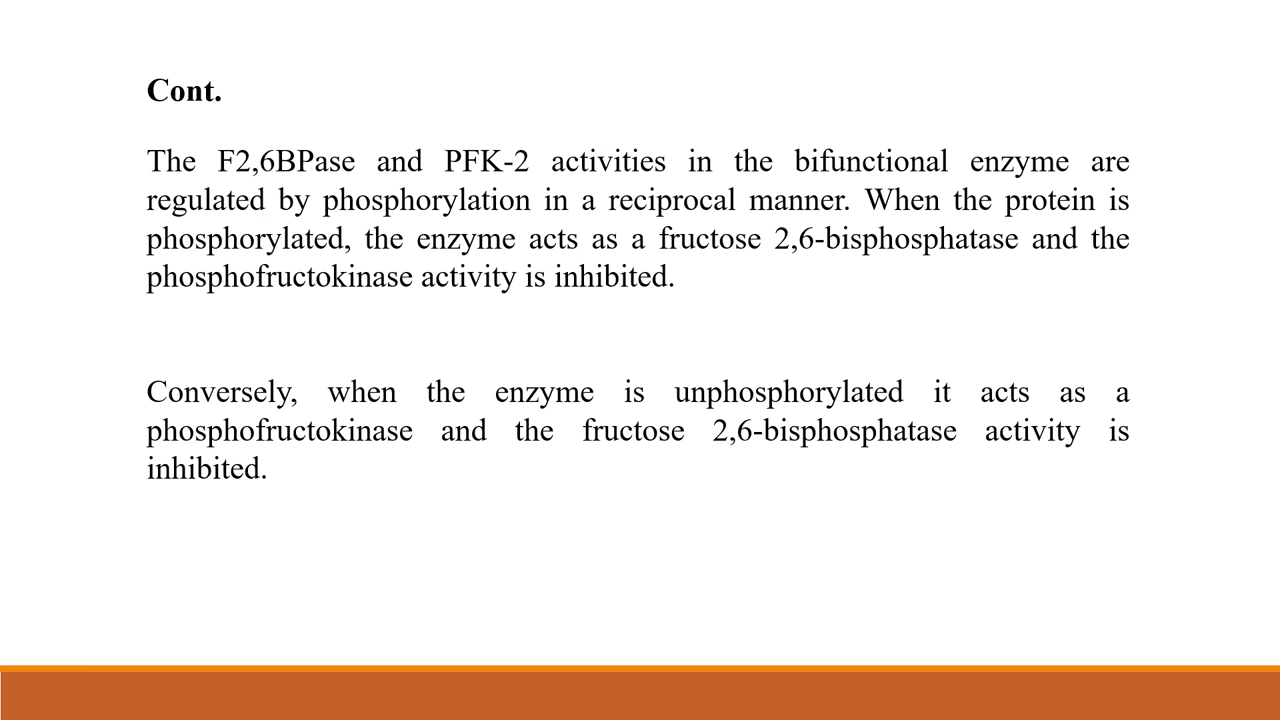 Cont.
The F2,6BPase and PFK-2 activities in the bifunctional enzyme are
regulated by phosphorylation in a reciprocal manner. When the protein is
phosphorylated, the enzyme acts as a fructose 2,6-bisphosphatase and the
phosphofructokinase activity is inhibited.
Conversely, when the enzyme is unphosphorylated it acts as a
phosphofructokinase and the fructose 2,6-bisphosphatase activity is
inhibited.